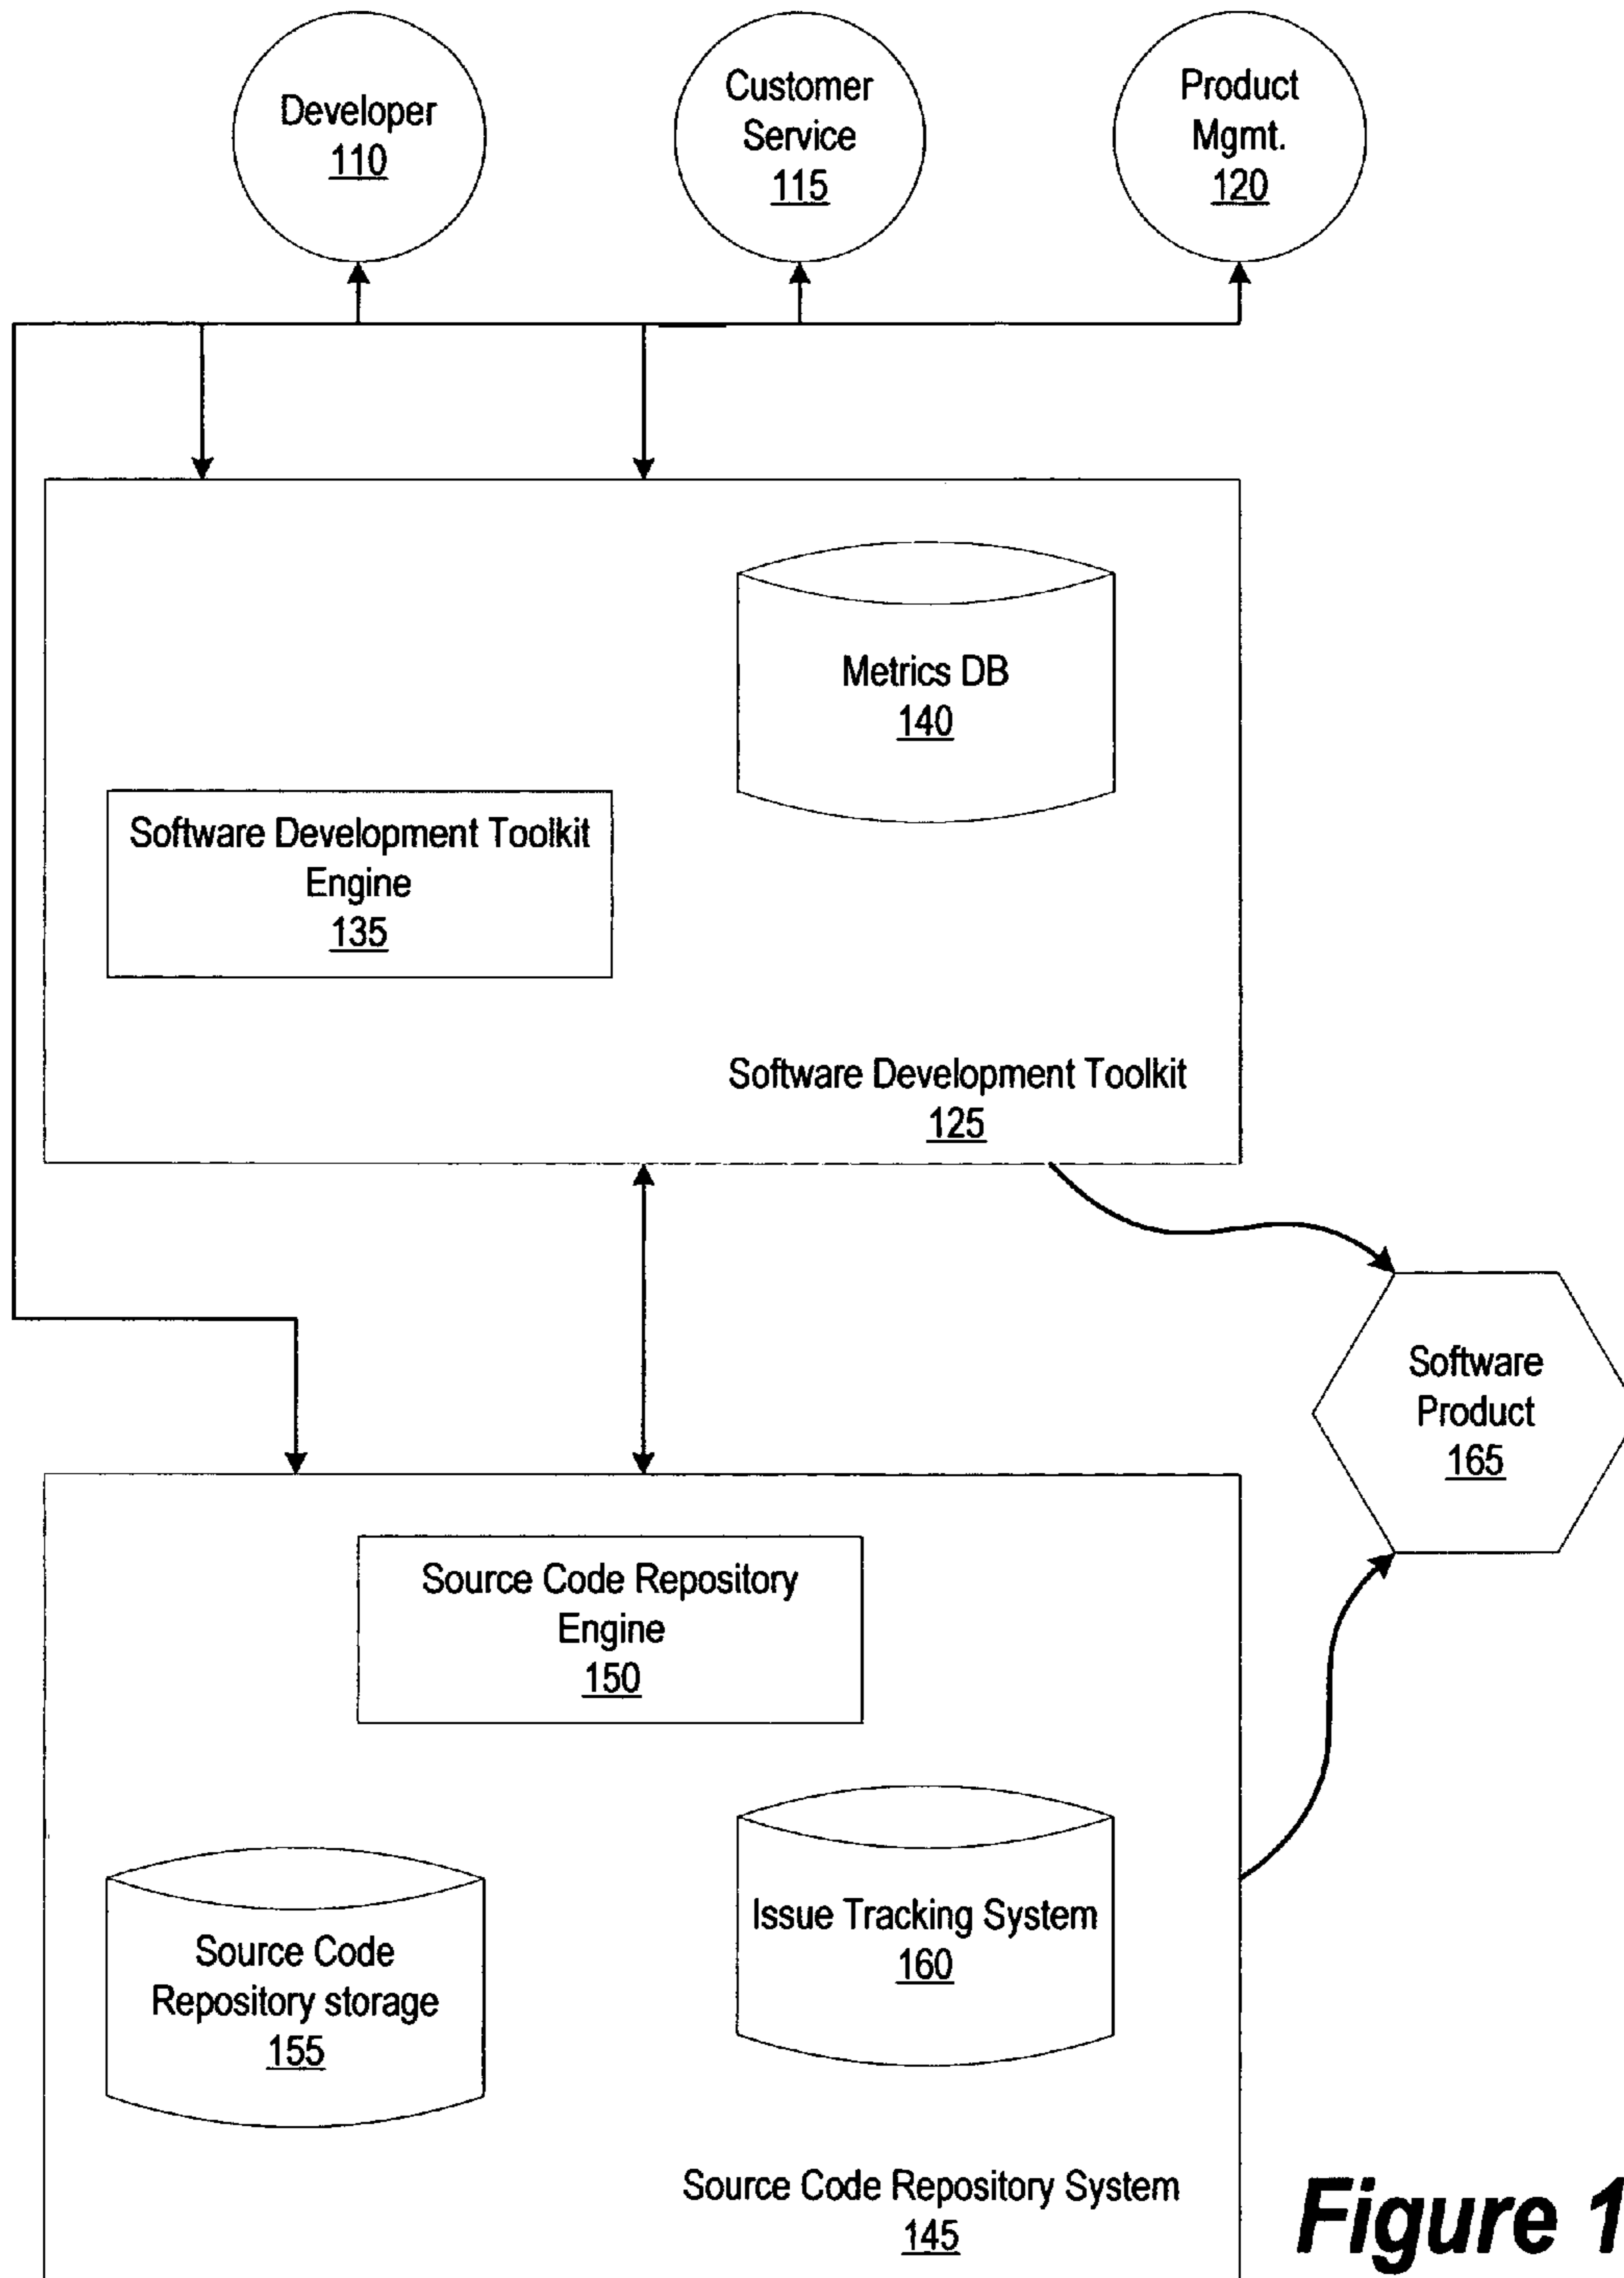 Developer
110
Customer
Service
115
Product
Mgmt.
120
Metrics DB
140
Software Development Toolkit
Engine
135
Software Development Toolkit
125
Software
Product
165
Source Code Repository
Engine
150
Issue Tracking System
160
Source Code
Repository storage
155
Source Code Repository System
145
Figure 1